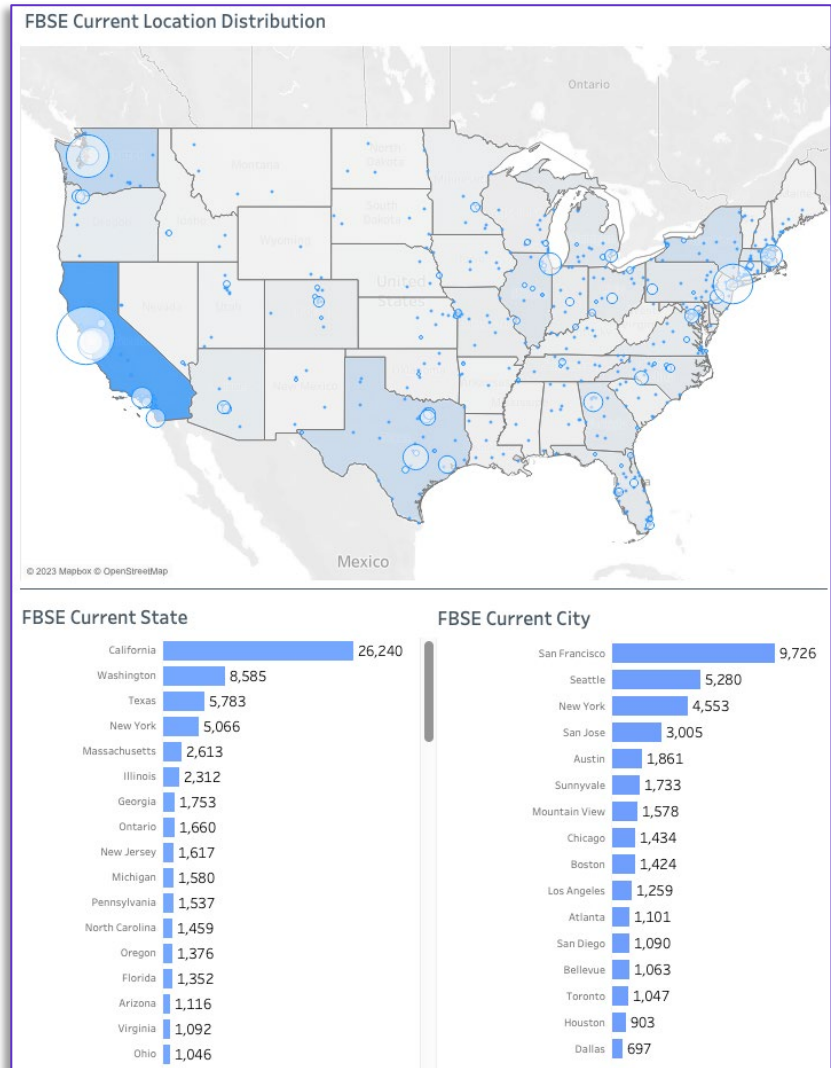 FBSE Current Location Distribution
Ontario
Montana
North
Dakota
South
Dakota
Wyoming
United
States
Nevada
Utah
New Mexico
Mexico
© 2023 Mapbox © OpenStreetMap
FBSE Current State
California 26,240
Washington 8,585
Texas 5,783
New York 5,066
Massachusetts 2,613
Illinois 2,312
Georgia 1,753
Ontario 1,660
New Jersey 1,617
Michigan 1,580
Pennsylvania 1,537
North Carolina 1,459
Oregon 1,376
Florida 1,352
Arizona 1,116
Virginia 1,092
Ohio 1,046
FBSE Current City
San Francisco 9,726
Seattle 5,280
New York 4,553
San Jose 3,005
Austin 1,861
Sunnyvale 1,733
Mountain View 1,578
Chicago 1,434
Boston 1,424
Los Angeles 1,259
Atlanta 1,101
San Diego 1,090
Bellevue 1,063
Toronto 1,047
Houston 903
Dallas 697